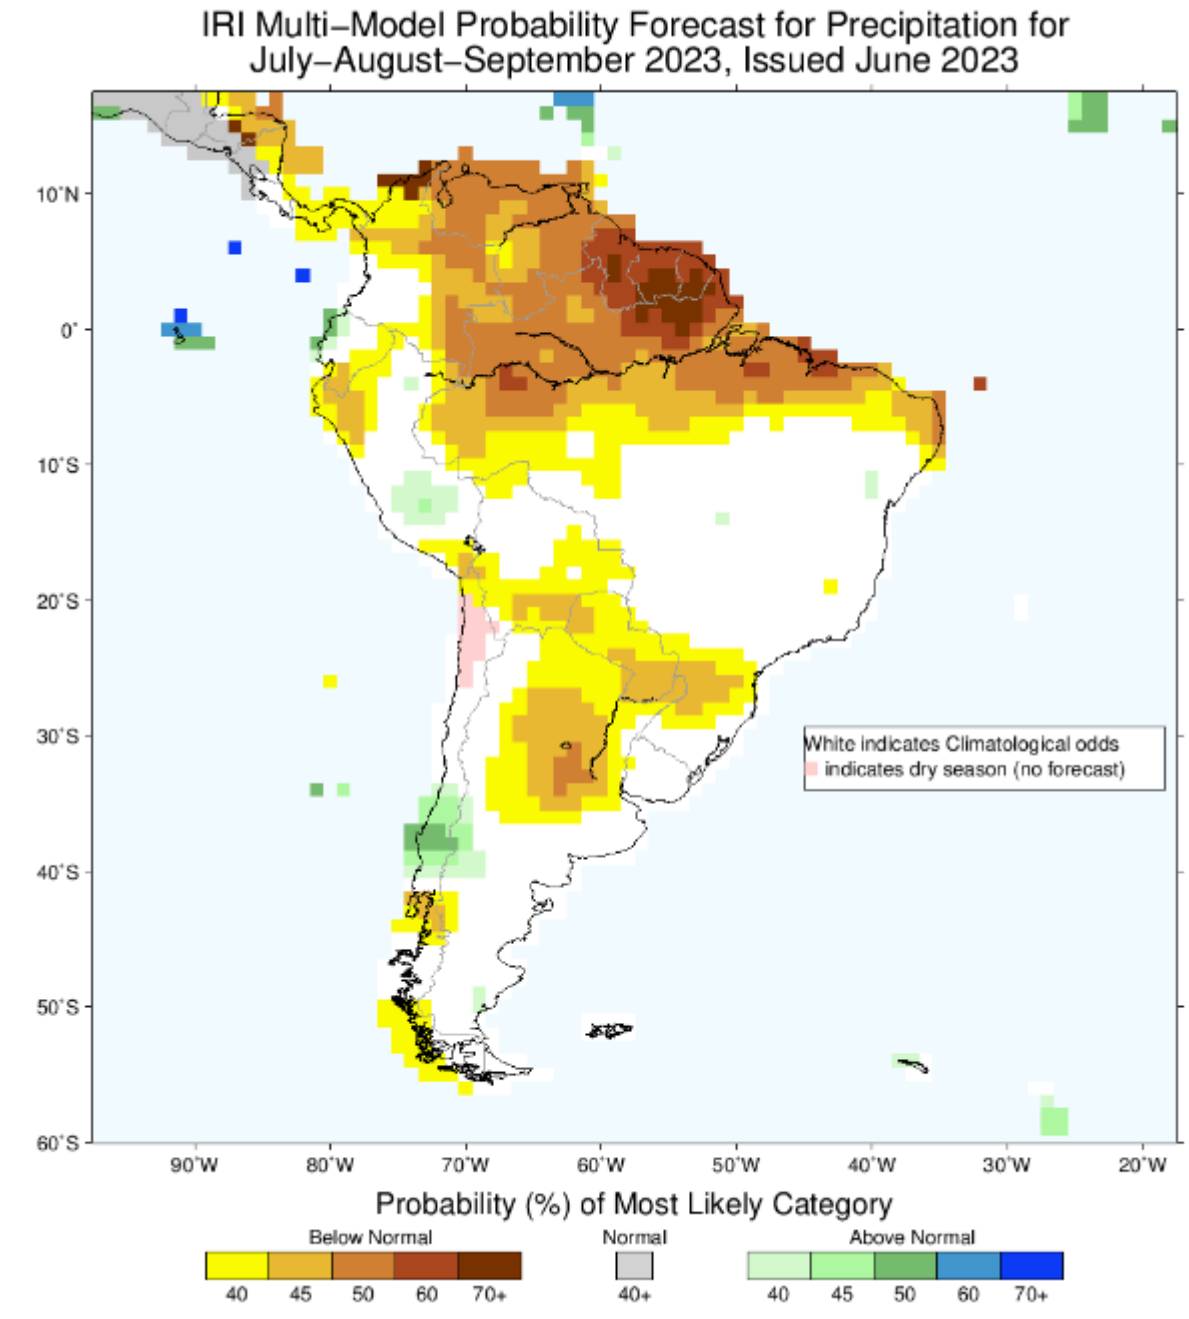 IRI Multi–Model Probability Forecast for Precipitation for
July–August–September 2023, Issued June 2023
10˚N
0˚
10˚S
20˚S
30˚S
40˚S
50˚S
60˚S
White indicates Climatological odds
indicates dry season (no forecast)
90˚W 80˚W 70˚W 60˚W 50˚W 40˚W 30˚W 20˚W
Probability (%) of Most Likely Category
Below Normal Normal Above Normal
40 45 50 60 70+ 40+ 40 45 50 60 70+